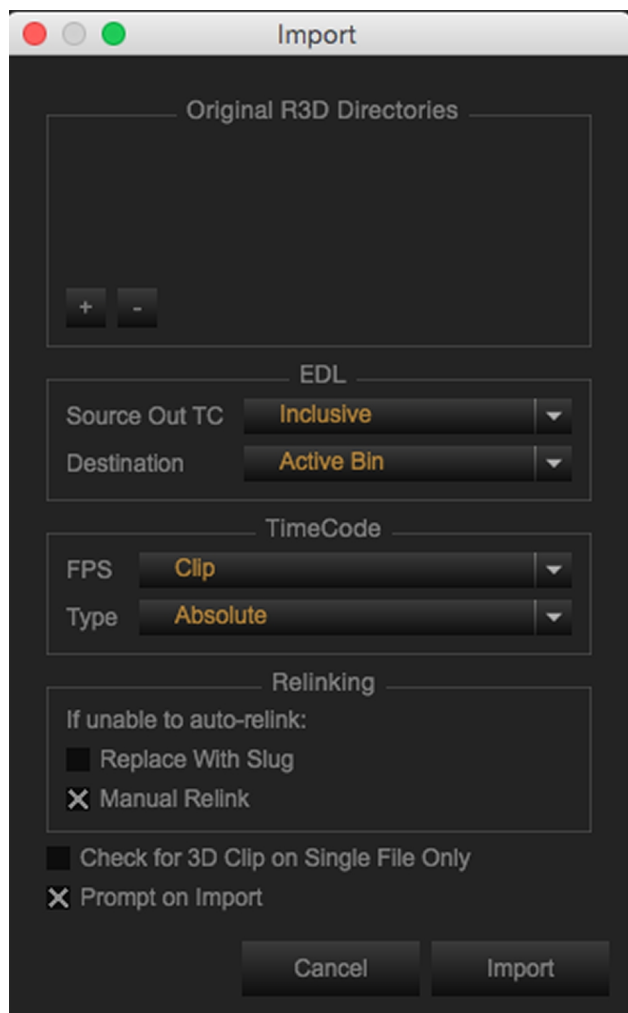 Import
Original R3D Directories
+ -
EDL
Source Out TC Inclusive
Destination Active Bin
TimeCode
FPS Clip
Type Absolute
Relinking
If unable to auto-relink:
Replace With Slug
Manual Relink
Check for 3D Clip on Single File Only
Prompt on Import
Cancel Import